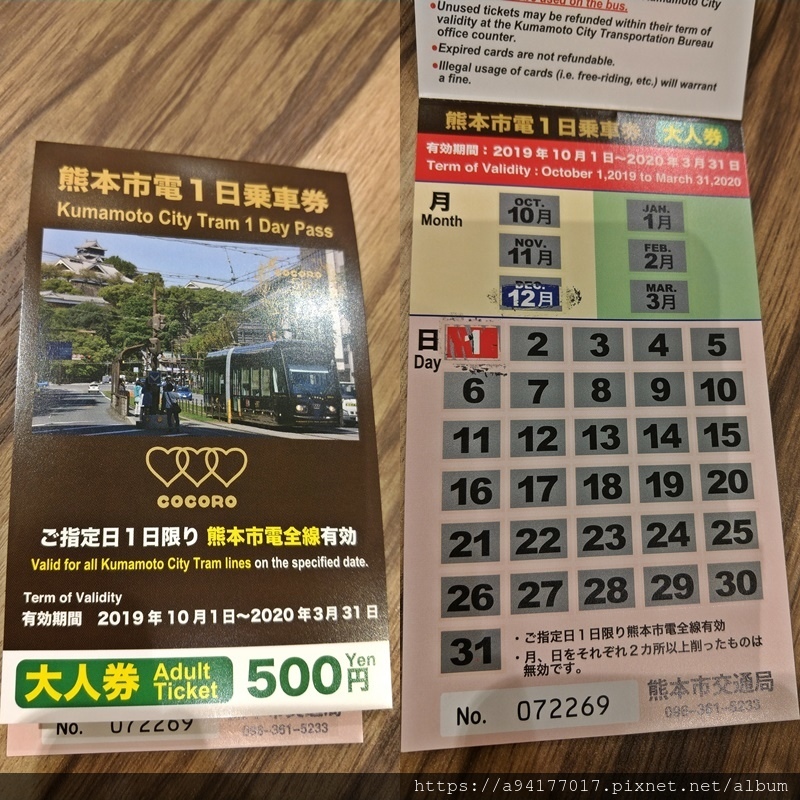 熊本市電1日乗車券
Kumamoto City Tram 1 Day Pass
COCORO
COCORO
ご指定日1日限り 熊本市電全線有効
Valid for all Kumamoto City Tram lines on the specified date.
Term of Validity
有効期間 2019年10月1日～2020年3月31日
大人券 Adult Ticket 500 Yen 円
No. 072269
096-361-5233
used on the bus.
•Unused tickets may be refunded within their term of
validity at the Kumamoto City Transportation Bureau
office counter.
•Expired cards are not refundable.
•Illegal usage of cards (i.e. free-riding, etc.) will warrant
a fine.
熊本市電1日乗車券 大人券
有効期間：2019年10月1日～2020年3月31日
Term of Validity : October 1,2019 to March 31,2020
月
Month
OCT. 10月 JAN. 1月
NOV. 11月 FEB. 2月
DEC. 12月 MAR. 3月
日
Day
1 2 3 4 5
6 7 8 9 10
11 12 13 14 15
16 17 18 19 20
21 22 23 24 25
26 27 28 29 30
31
・ご指定日1日限り熊本市電全線有効
・月、日をそれぞれ2カ所以上削ったものは
無効です。
熊本市交通局
096-361-5233
No. 072269
https://a94177017.pixnet.net/album